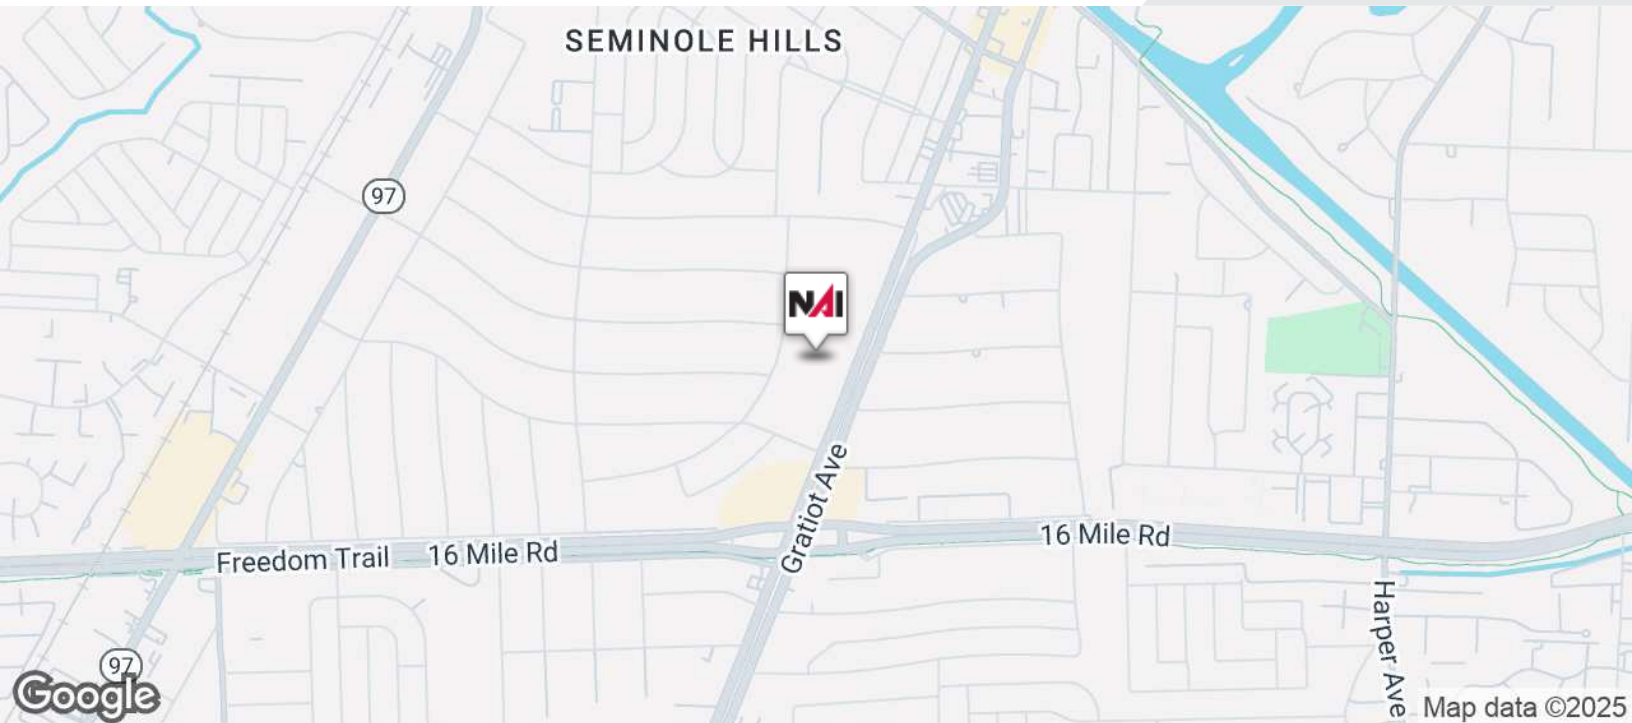 SEMINOLE HILLS
97
NAI
Gratiot Ave
16 Mile Rd
Freedom Trail
16 Mile Rd
Harper Ave
97
Google
Map data ©2025